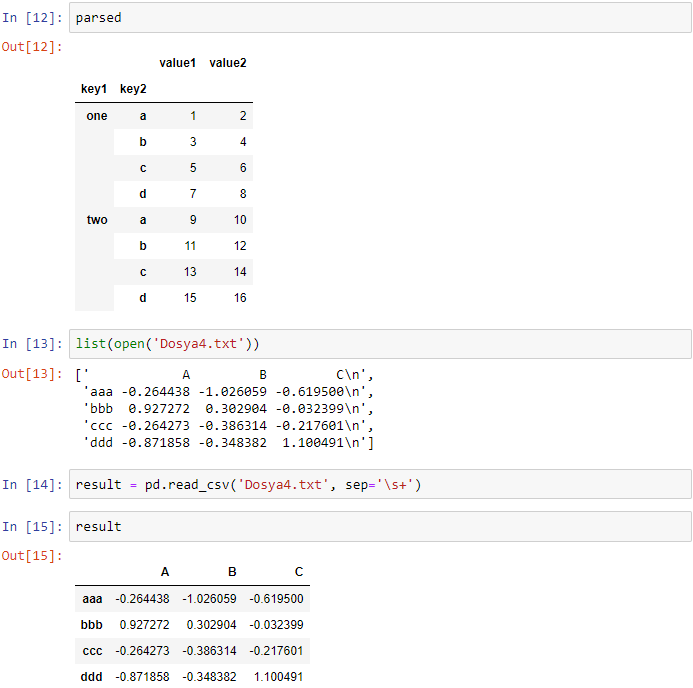 In [12]: parsed
Out[12]:
value1 value2
key1 key2
one a 1 2
b 3 4
c 5 6
d 7 8
two a 9 10
b 11 12
c 13 14
d 15 16
In [13]: list(open('Dosya4.txt'))
Out[13]: ['            A         B         C\n',
'aaa -0.264438 -1.026059 -0.619500\n',
'bbb  0.927272  0.302904 -0.032399\n',
'ccc -0.264273 -0.386314 -0.217601\n',
'ddd -0.871858 -0.348382  1.100491\n']
In [14]: result = pd.read_csv('Dosya4.txt', sep='\s+')
In [15]: result
Out[15]:
A B C
aaa -0.264438 -1.026059 -0.619500
bbb 0.927272 0.302904 -0.032399
ccc -0.264273 -0.386314 -0.217601
ddd -0.871858 -0.348382 1.100491